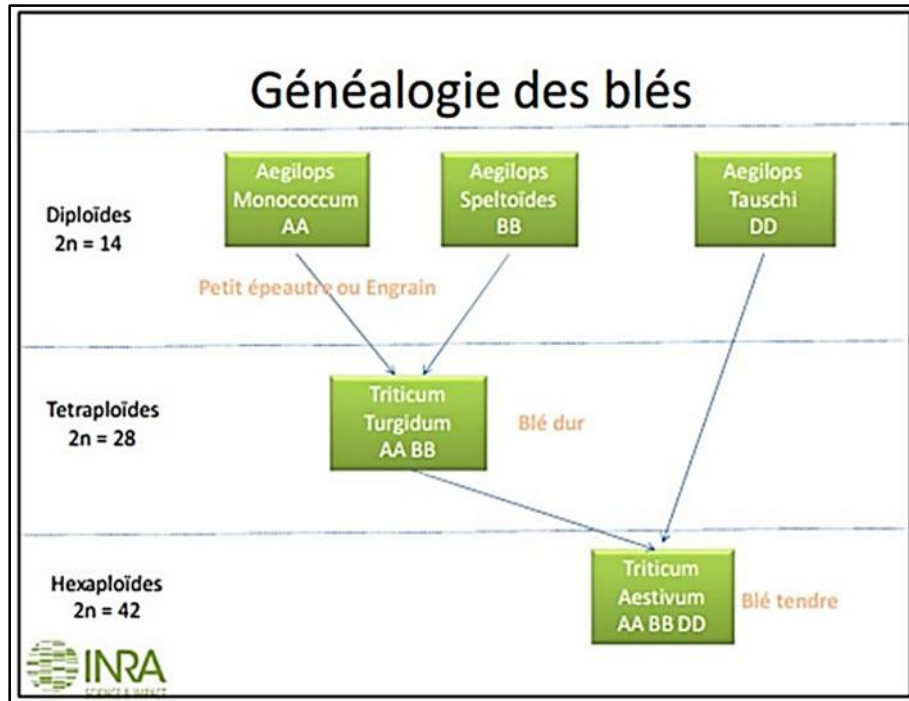 Généalogie des blés
Diploïdes
2n = 14
Aegilops
Monococcum
AA
Aegilops
Speltoïdes
BB
Aegilops
Tauschi
DD
Petit épeautre ou Engrain
Tetraploïdes
2n = 28
Triticum
Turgidum
AA BB
Blé dur
Hexaploïdes
2n = 42
Triticum
Aestivum
AA BB DD
Blé tendre
INRA
SCIENCE & IMPACT